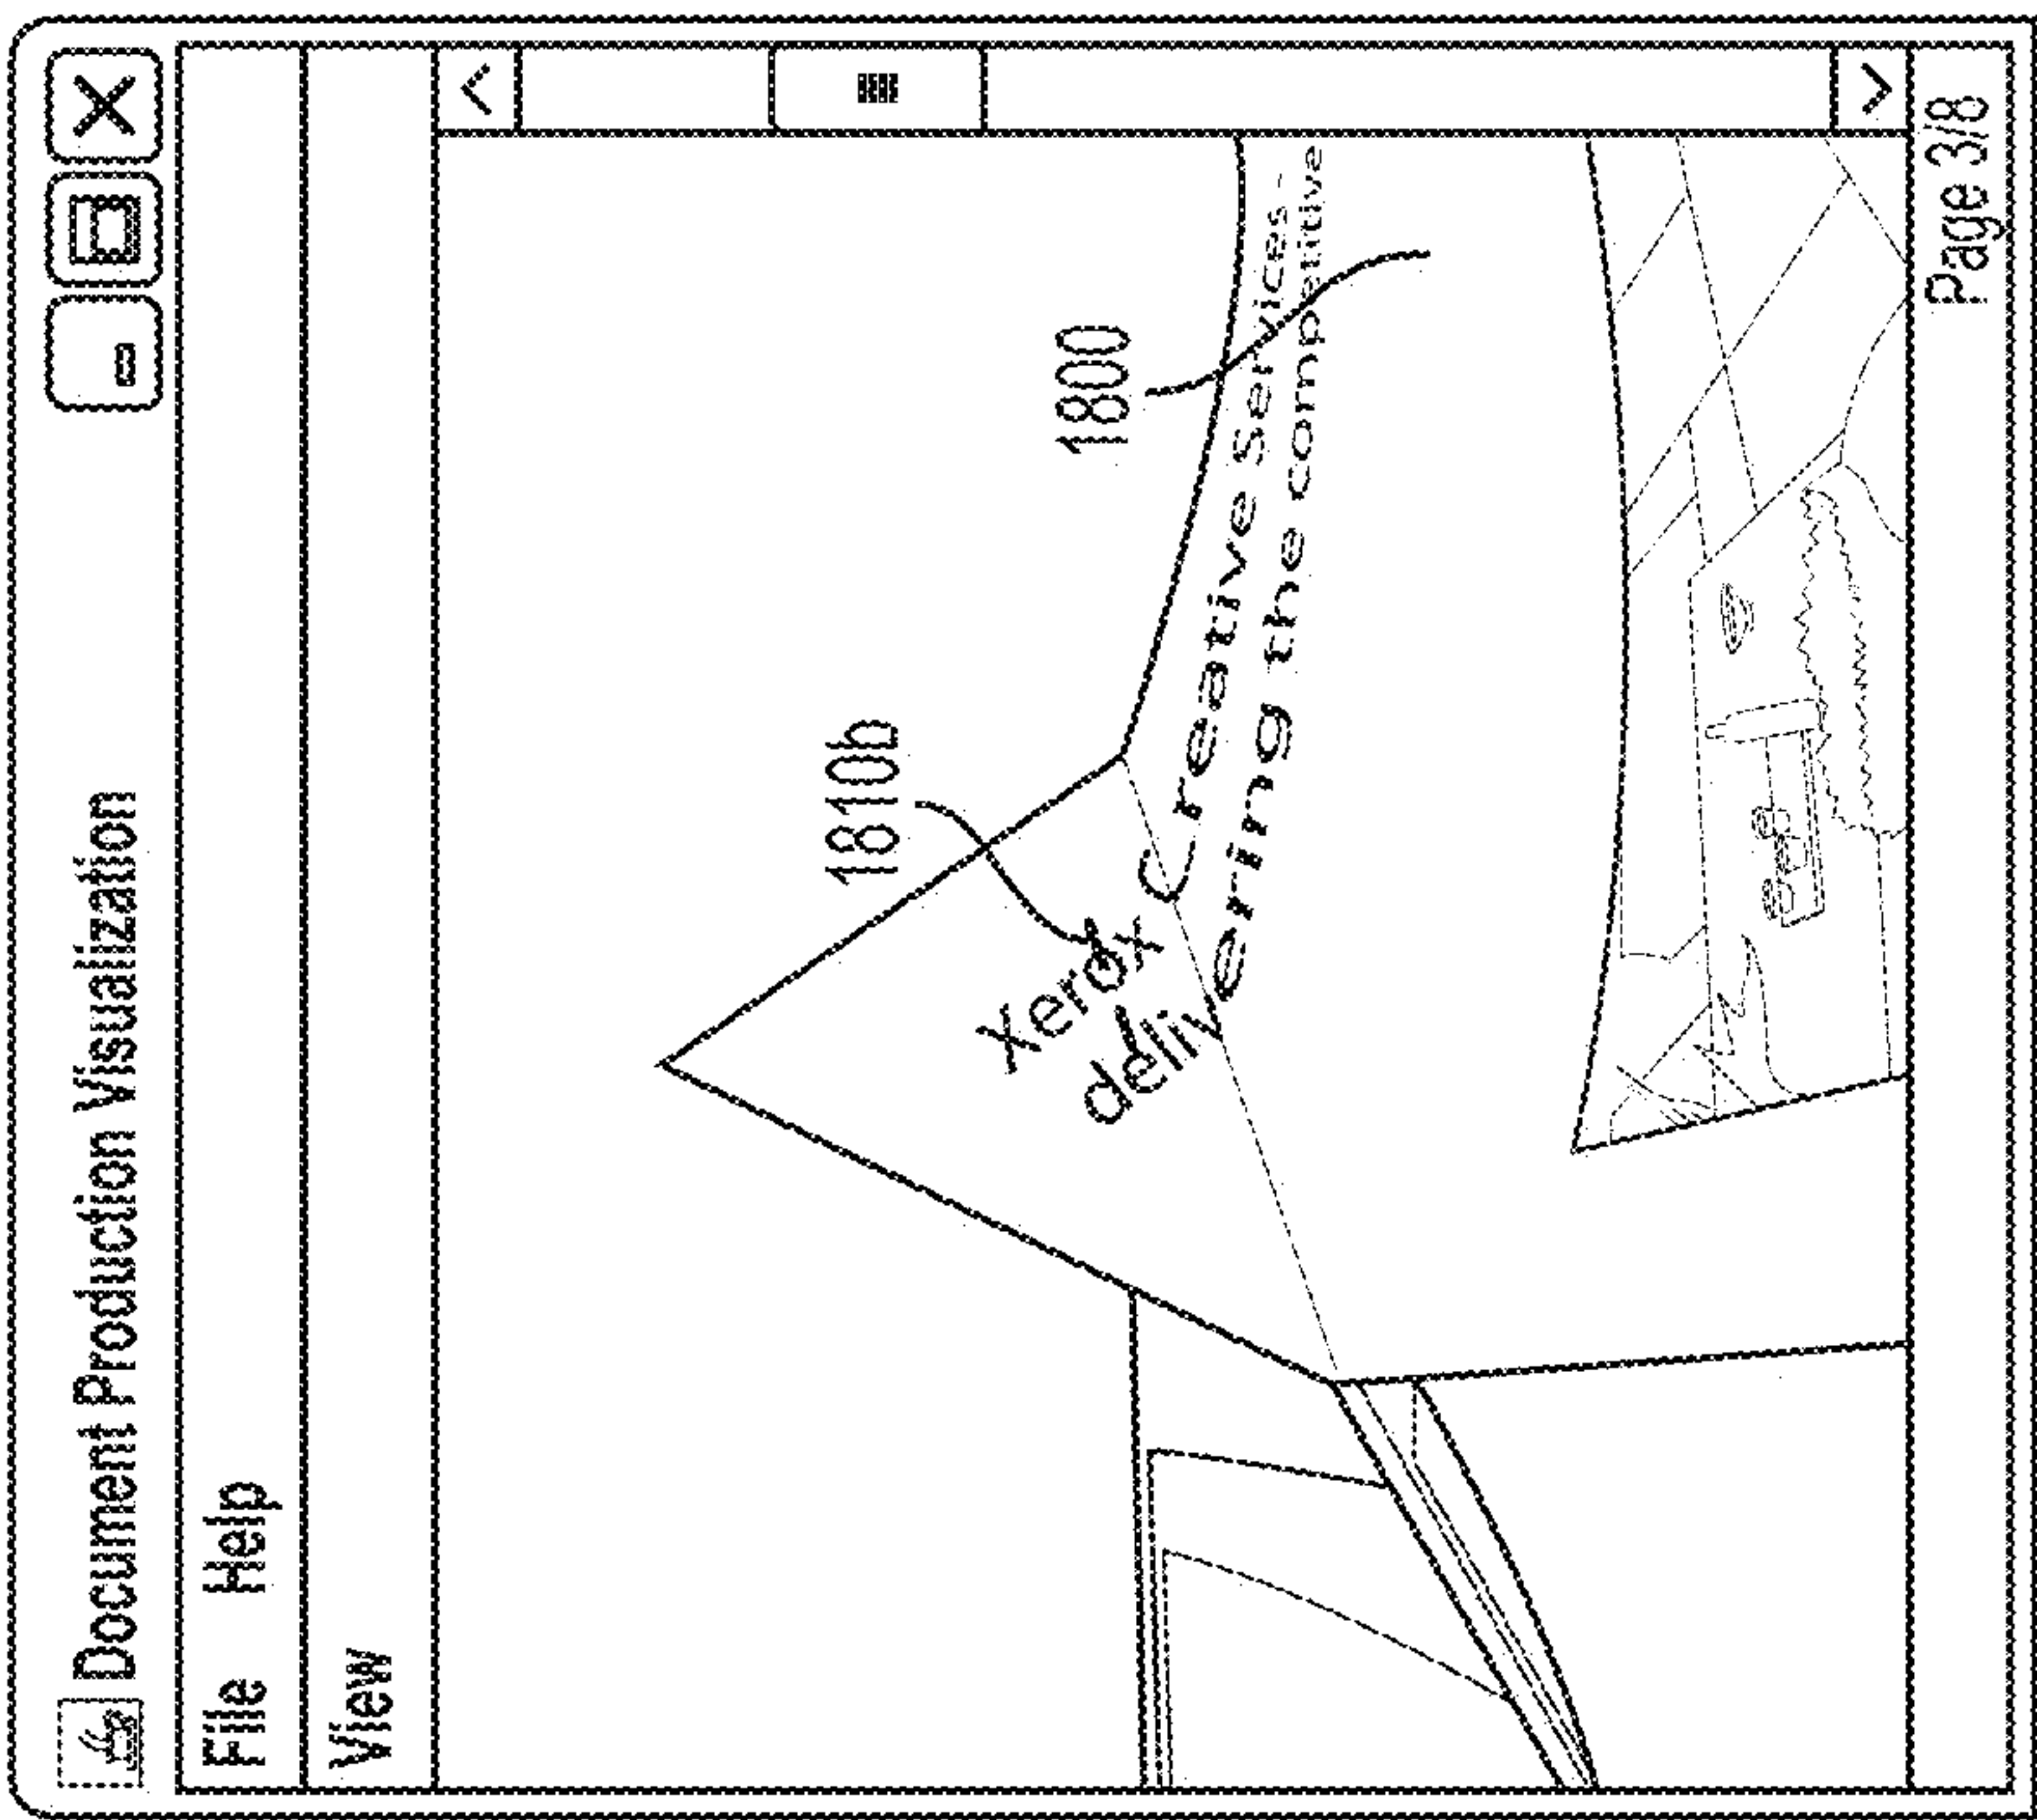 Document Production Visualization
File Help
View
1810b
1800
Xerox Creative Services -
delivering the competitive
Page 3/8